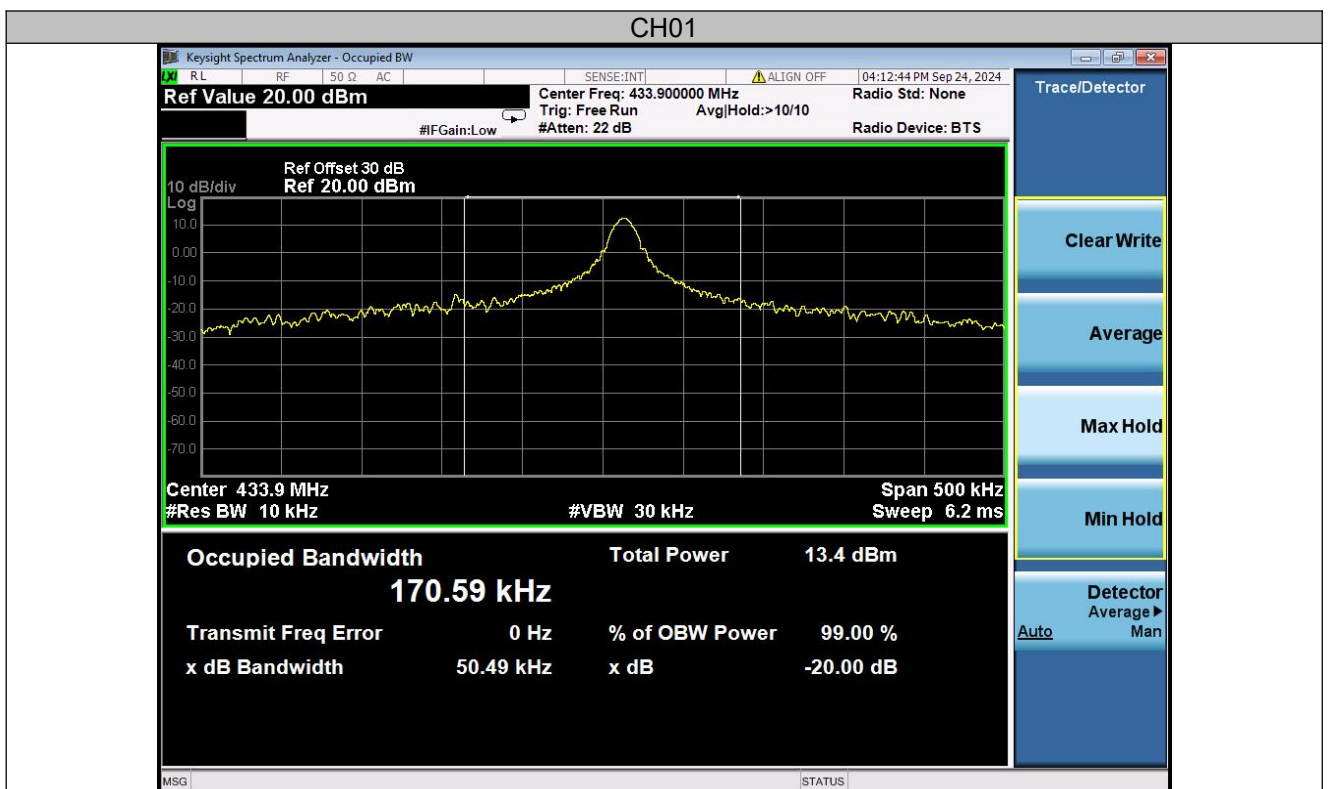 CH01
Keysight Spectrum Analyzer - Occupied BW
LXI RL RF 50 Ω AC SENSE:INT ALIGN OFF 04:12:44 PM Sep 24, 2024
Ref Value 20.00 dBm
Center Freq: 433.900000 MHz Radio Std: None
Trig: Free Run Avg|Hold:>10/10
#IFGain:Low #Atten: 22 dB Radio Device: BTS
Ref Offset 30 dB
10 dB/div Ref 20.00 dBm
Log
10.0
0.00
-10.0
-20.0
-30.0
-40.0
-50.0
-60.0
-70.0
Center 433.9 MHz Span 500 kHz
#Res BW 10 kHz #VBW 30 kHz Sweep 6.2 ms
Occupied Bandwidth Total Power 13.4 dBm
170.59 kHz
Transmit Freq Error 0 Hz % of OBW Power 99.00 %
x dB Bandwidth 50.49 kHz x dB -20.00 dB
MSG STATUS
Trace/Detector
Clear Write
Average
Max Hold
Min Hold
Detector
Average►
Auto Man